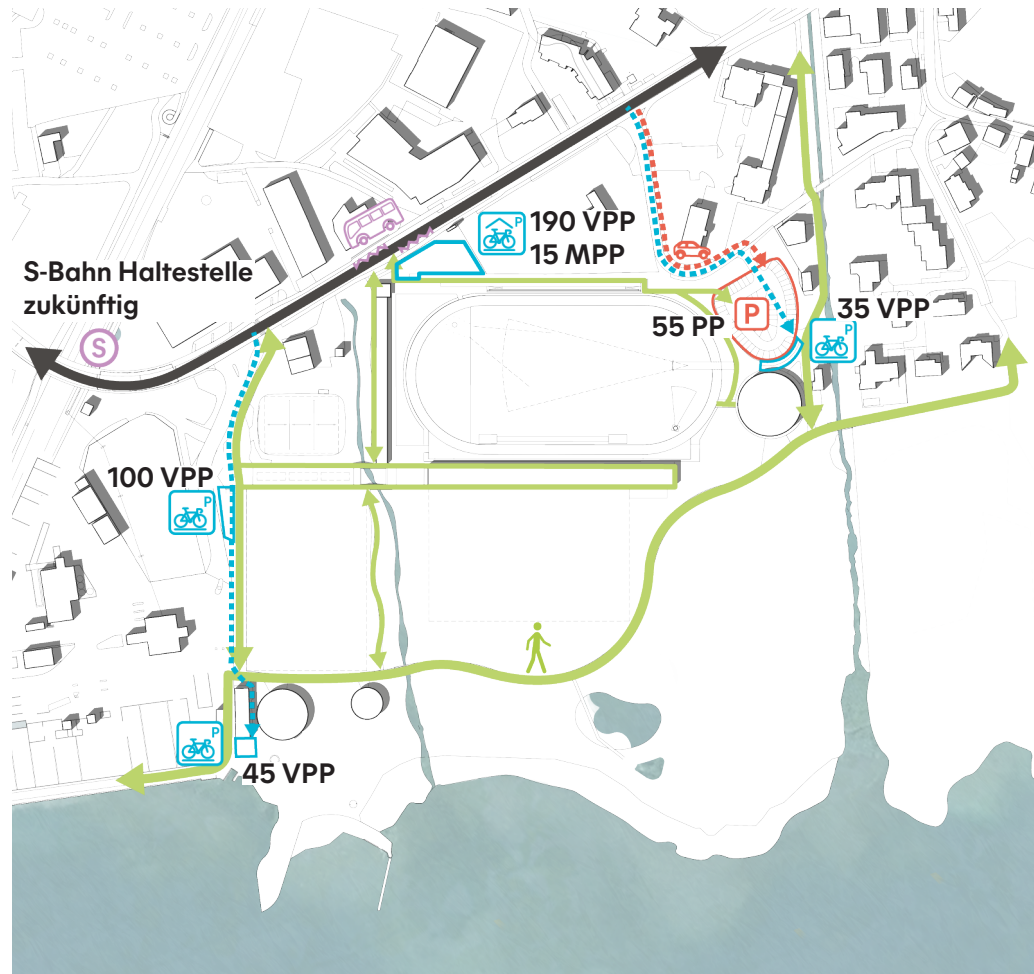 P
190 VPP
15 MPP
S-Bahn Haltestelle
zukünftig
S
55 PP
P
35 VPP
P
100 VPP
P
P
45 VPP